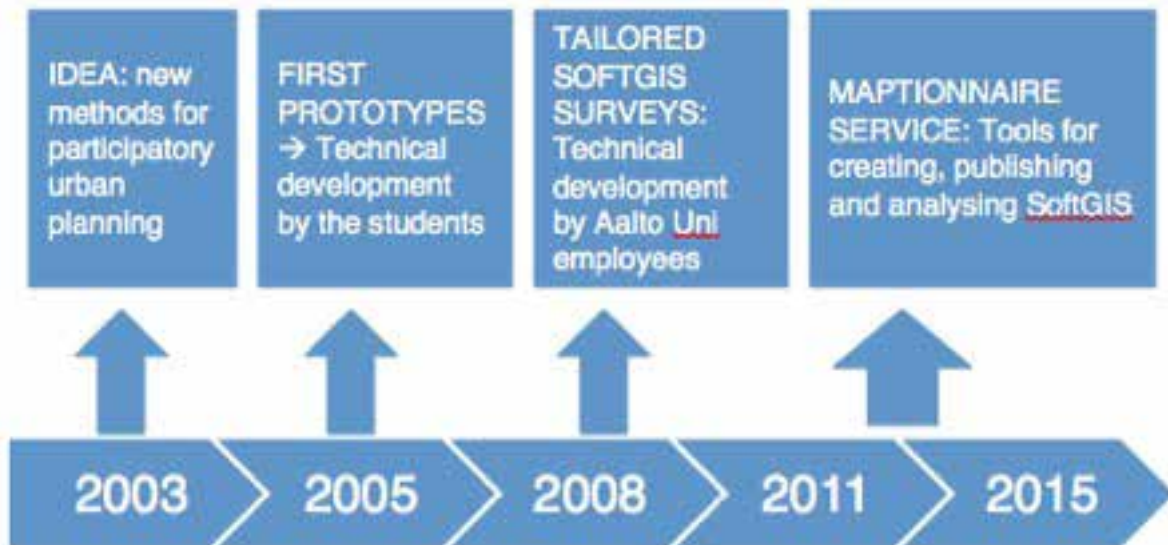 IDEA: new
methods for
participatory
urban
planning
FIRST
PROTOTYPES
→ Technical
development
by the students
TAILORED
SOFTGIS
SURVEYS:
Technical
development
by Aalto Uni
employees
MAPTIONNAIRE
SERVICE: Tools for
creating, publishing
and analysing SoftGIS
2003
2005
2008
2011
2015